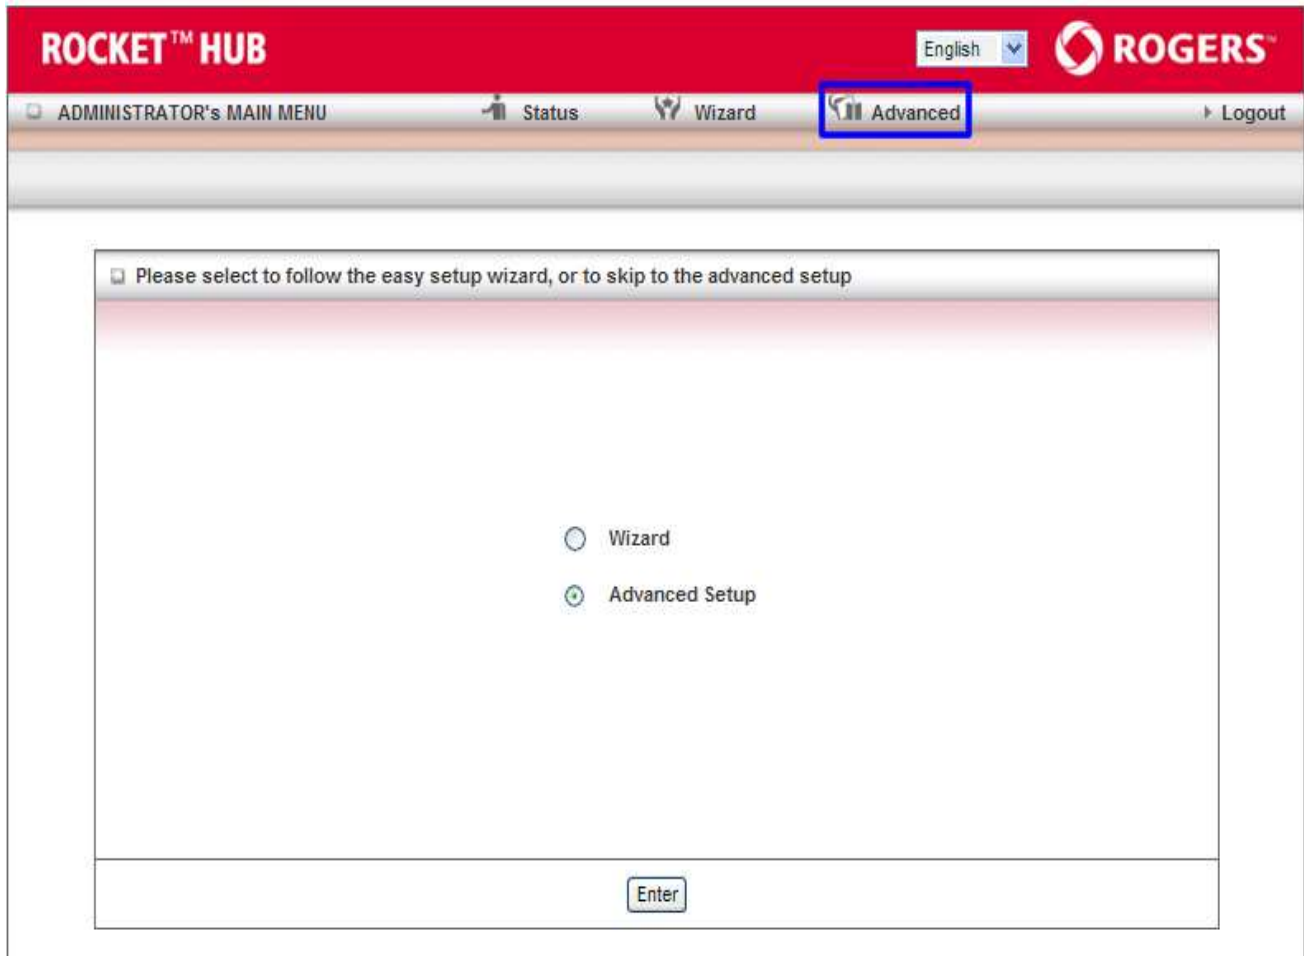 ROCKET™ HUB
English
ROGERS™
ADMINISTRATOR's MAIN MENU
Status
Wizard
Advanced
Logout
Please select to follow the easy setup wizard, or to skip to the advanced setup
Wizard
Advanced Setup
Enter